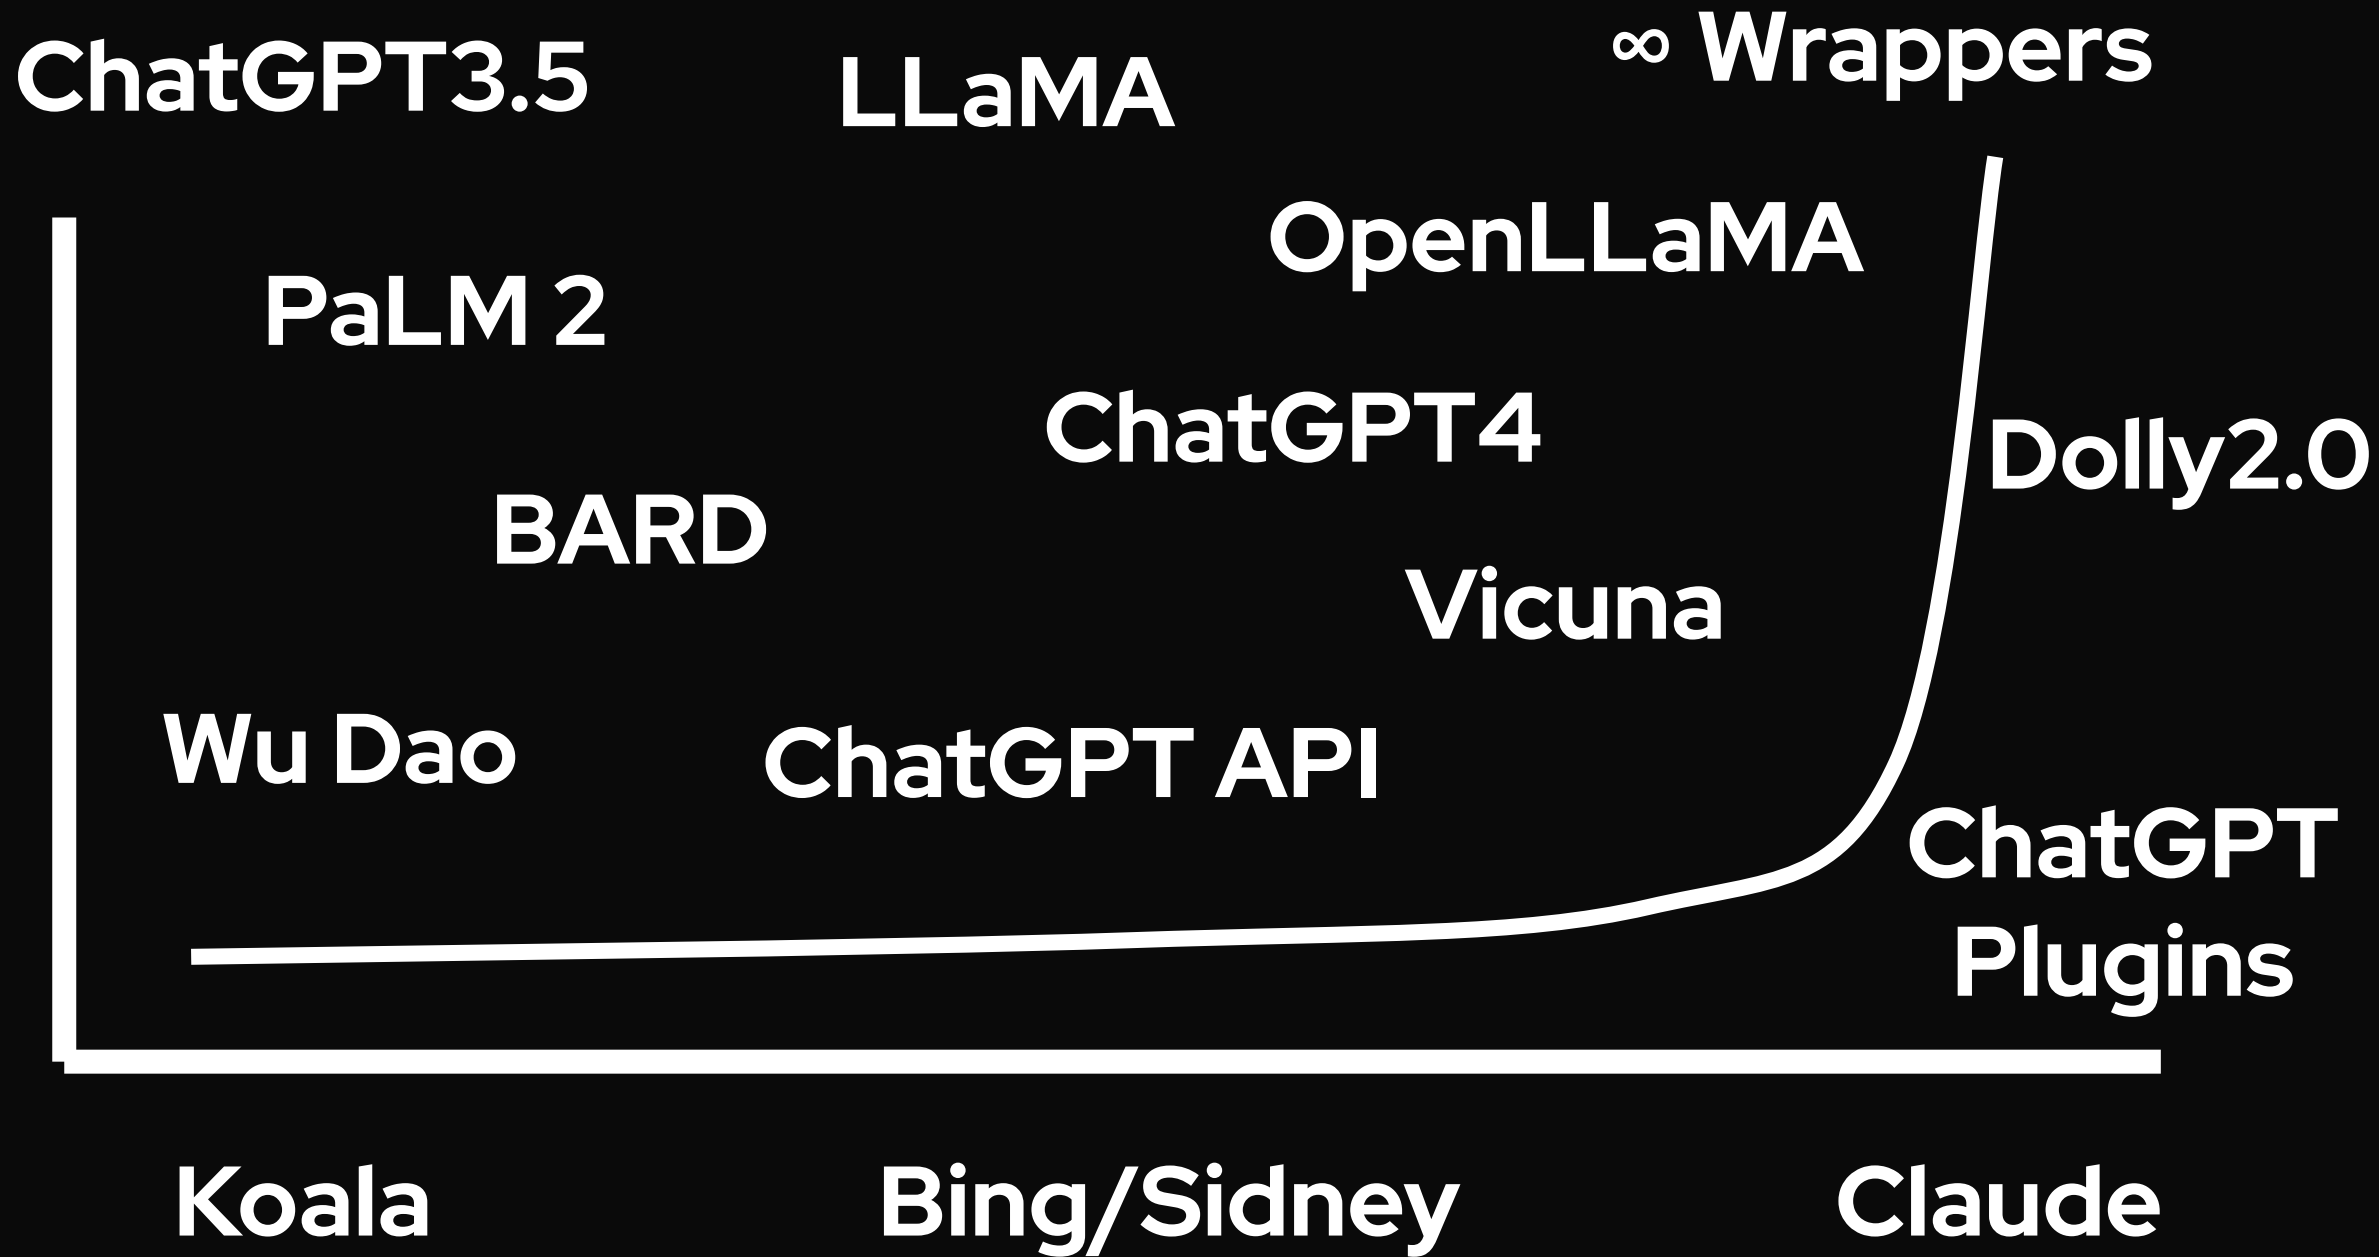 ChatGPT3.5
LLaMA
∞ Wrappers
OpenLLaMA
PaLM 2
ChatGPT4
Dolly2.0
BARD
Vicuna
Wu Dao
ChatGPT API
ChatGPT
Plugins
Koala
Bing/Sidney
Claude